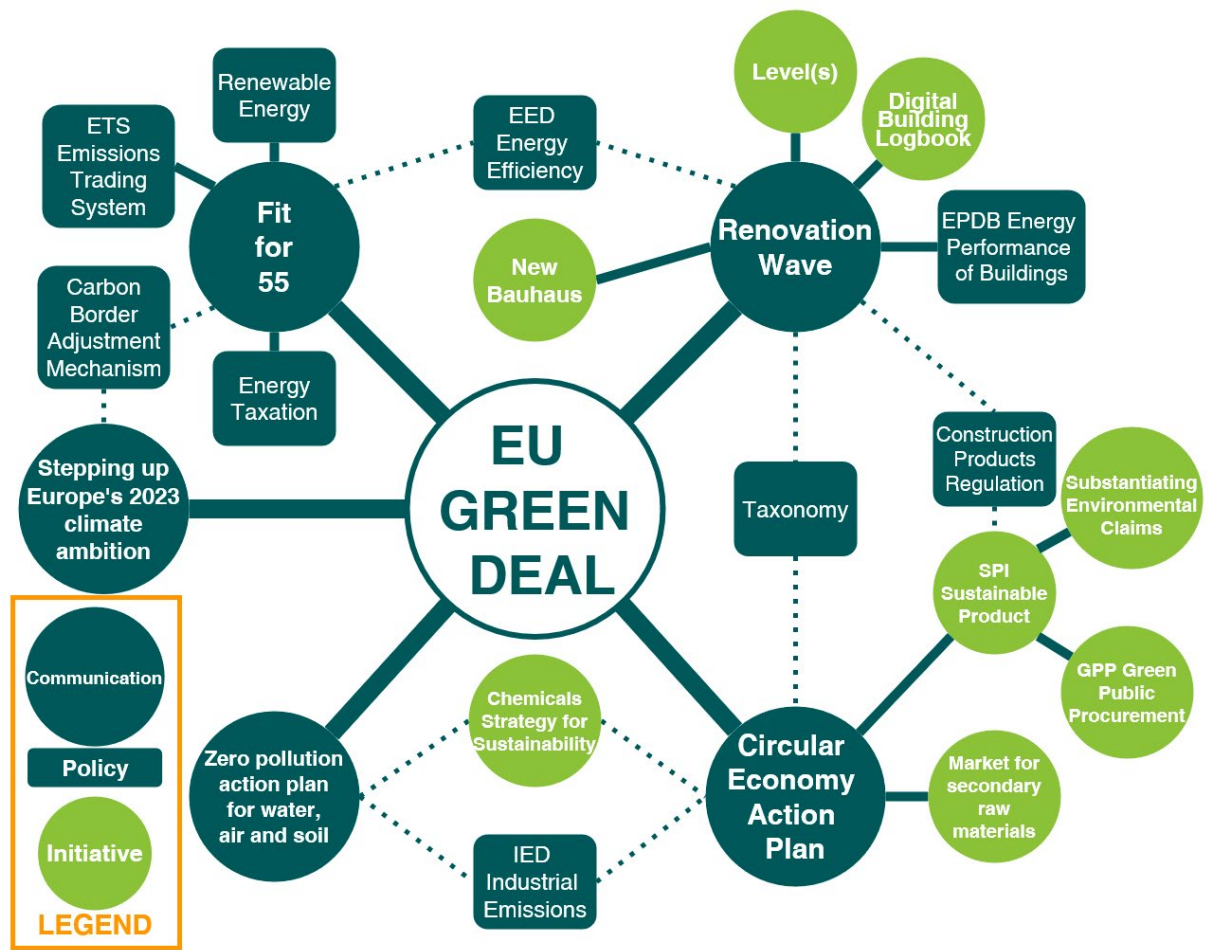 Renewable
Energy
ETS
Emissions
Trading
System
Fit
for
55
EED
Energy
Efficiency
Level(s)
Digital
Building
Logbook
Renovation
Wave
EPDB Energy
Performance
of Buildings
New
Bauhaus
Carbon
Border
Adjustment
Mechanism
Energy
Taxation
Stepping up
Europe's 2023
climate
ambition
EU
GREEN
DEAL
Taxonomy
Construction
Products
Regulation
Substantiating
Environmental
Claims
SPI
Sustainable
Product
GPP Green
Public
Procurement
Chemicals
Strategy for
Sustainability
Zero pollution
action plan
for water,
air and soil
Circular
Economy
Action
Plan
Market for
secondary
raw
materials
IED
Industrial
Emissions
Communication
Policy
Initiative
LEGEND